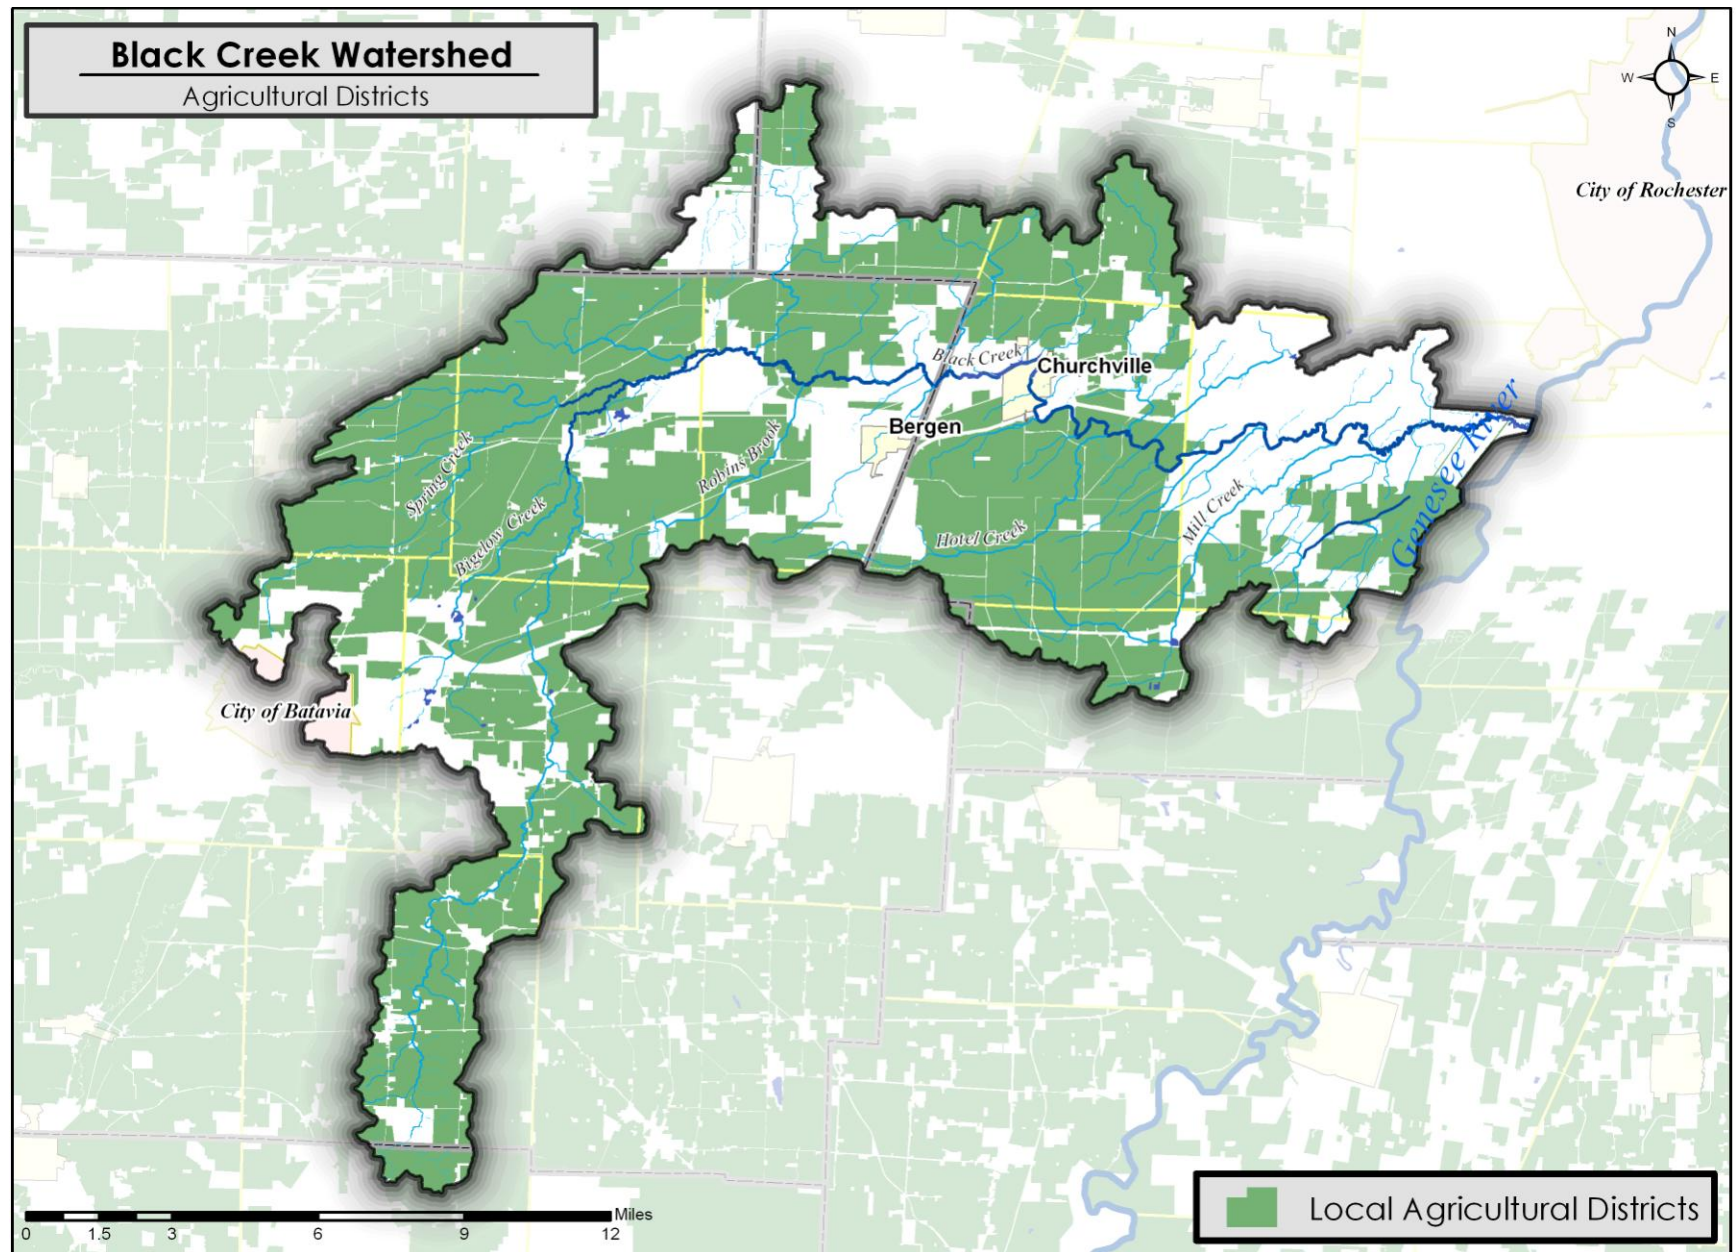 Black Creek Watershed
Agricultural Districts
N
W E
S
City of Rochester
Black Creek
Churchville
Bergen
Genesee River
Spring Creek
Robins Brook
Bigelow Creek
Hotel Creek
Mill Creek
City of Batavia
Miles
0 1.5 3 6 9 12
Local Agricultural Districts